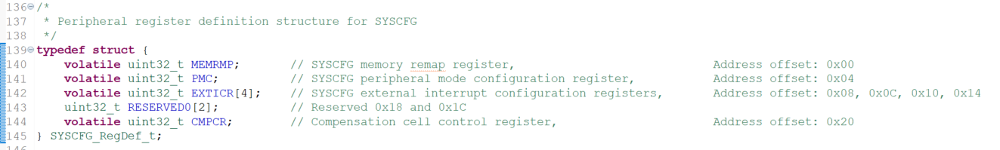 136 /*
137 * Peripheral register definition structure for SYSCFG
138 */
139 typedef struct {
140 volatile uint32_t MEMRMP; // SYSCFG memory remap register, Address offset: 0x00
141 volatile uint32_t PMC; // SYSCFG peripheral mode configuration register, Address offset: 0x04
142 volatile uint32_t EXTICR[4]; // SYSCFG external interrupt configuration registers, Address offset: 0x08, 0x0C, 0x10, 0x14
143 uint32_t RESERVED0[2]; // Reserved 0x18 and 0x1C
144 volatile uint32_t CMPCR; // Compensation cell control register, Address offset: 0x20
145 } SYSCFG_RegDef_t;
146